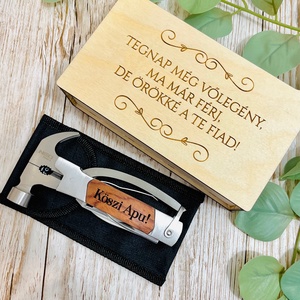 TEGNAP MÉG VŐLEGÉNY,
MA MÁR FÉRJ,
DE ÖRÖKKÉ A TE FIAD!
Köszi Apu!